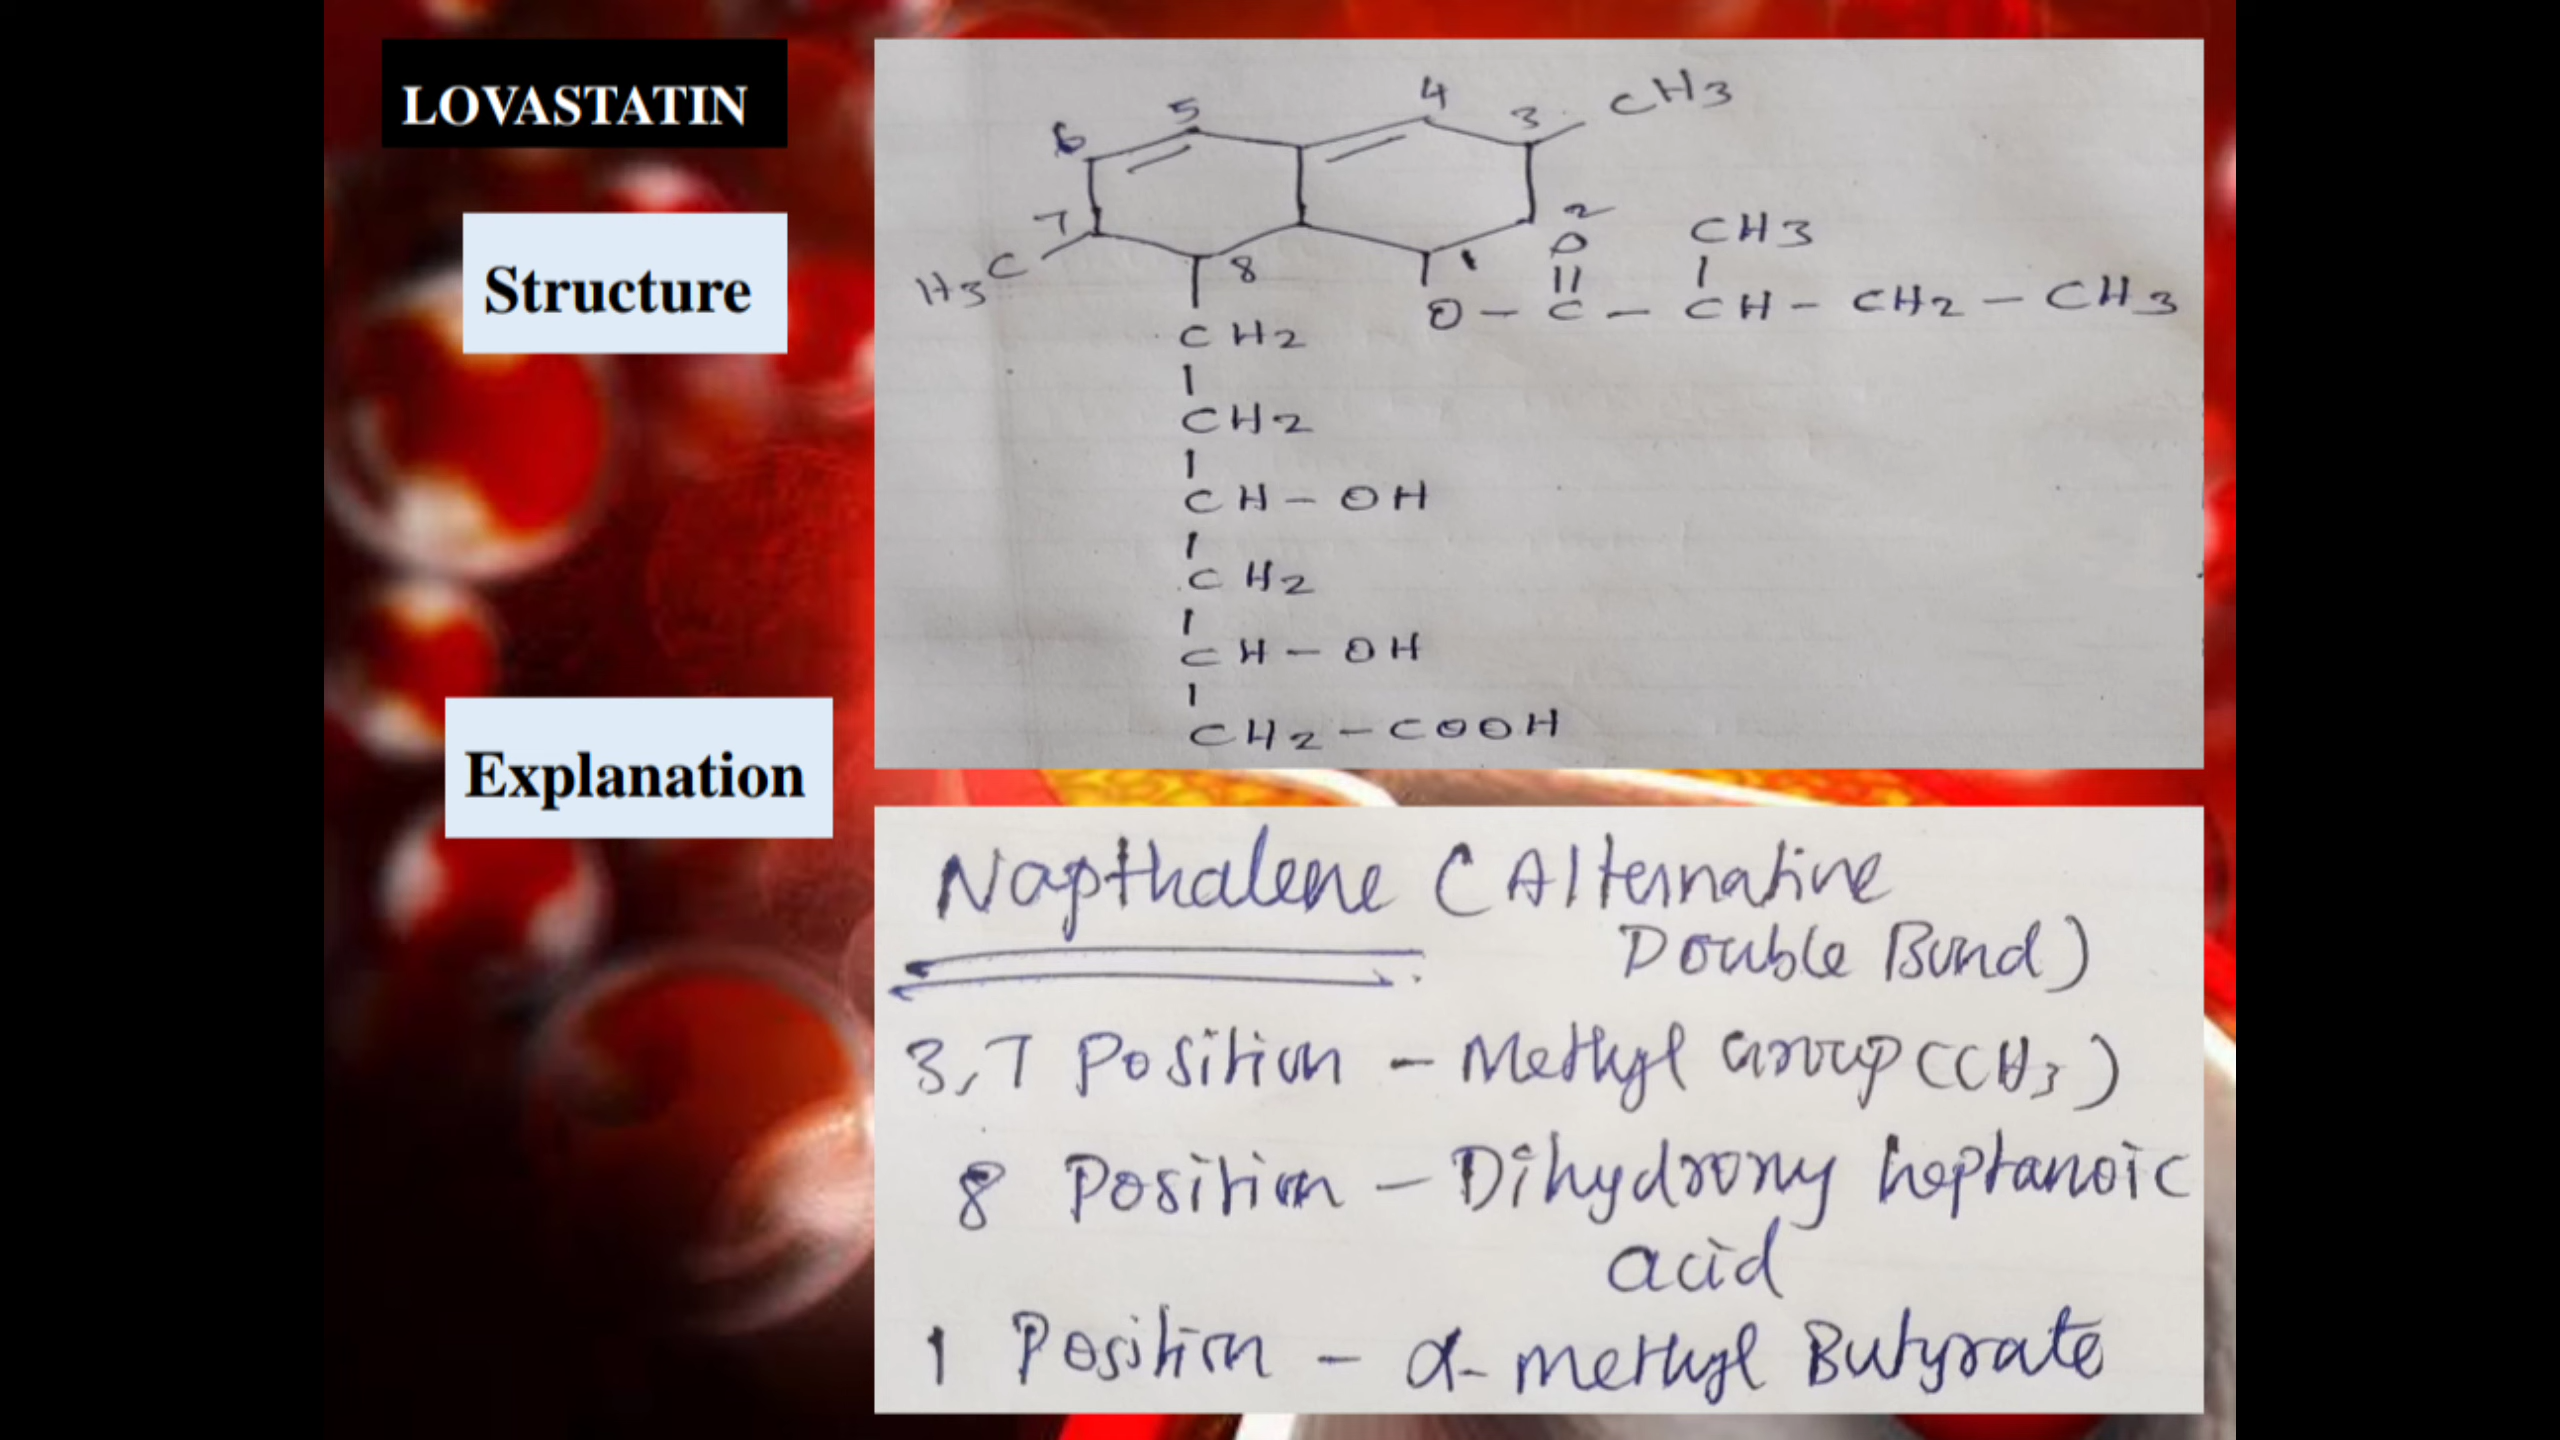 LOVASTATIN
Structure
4
5
3 CH3
6
7
2
H3C
8
1
O CH3
|| |
O - C - CH - CH2 - CH3
CH2
|
CH2
|
CH - OH
|
CH2
|
CH - OH
|
CH2 - COOH
Explanation
Napthalene (Alternative
Double Bond)
3,7 Position - Methyl Group (CH3)
8 Position - Dihydroxy heptanoic
acid
1 Position - α-methyl Butyrate